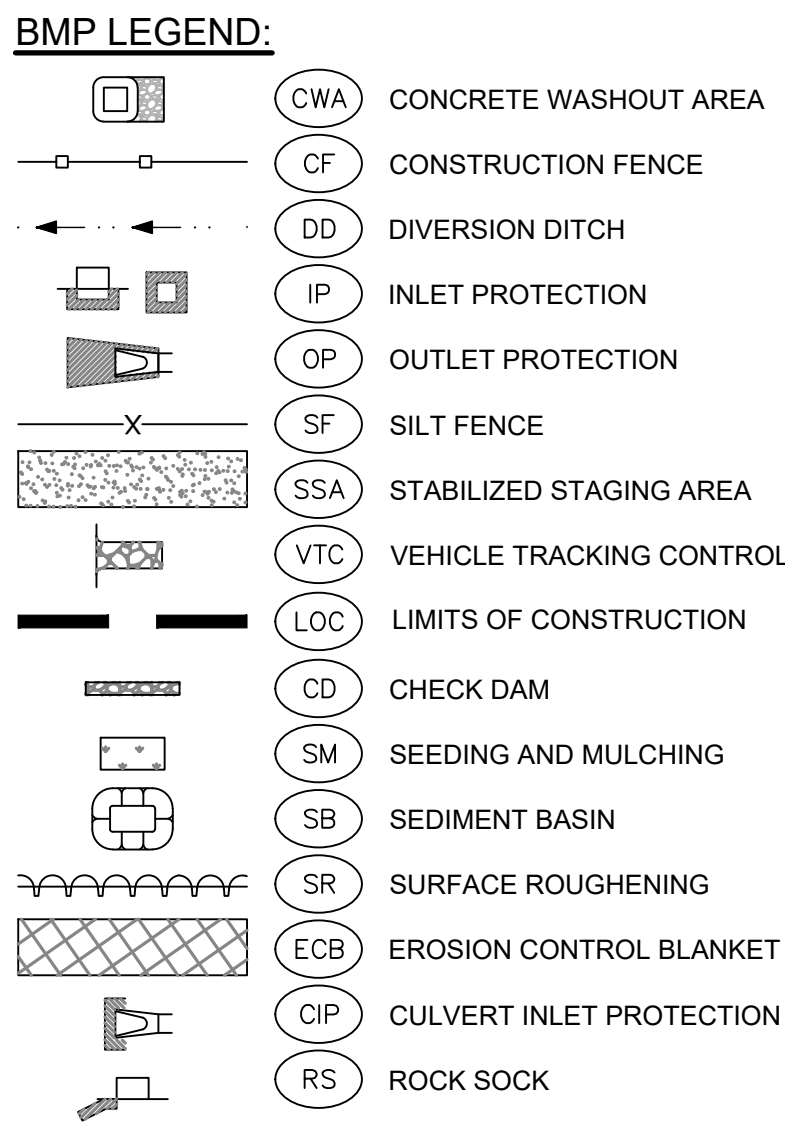 BMP LEGEND:
CWA CONCRETE WASHOUT AREA
CF CONSTRUCTION FENCE
DD DIVERSION DITCH
IP INLET PROTECTION
OP OUTLET PROTECTION
X SF SILT FENCE
SSA STABILIZED STAGING AREA
VTC VEHICLE TRACKING CONTROL
LOC LIMITS OF CONSTRUCTION
CD CHECK DAM
SM SEEDING AND MULCHING
SB SEDIMENT BASIN
SR SURFACE ROUGHENING
ECB EROSION CONTROL BLANKET
CIP CULVERT INLET PROTECTION
RS ROCK SOCK